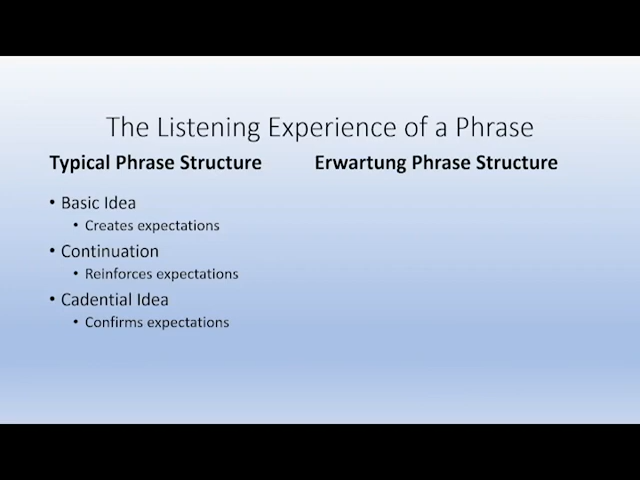 The Listening Experience of a Phrase
Typical Phrase Structure
• Basic Idea
• Creates expectations
• Continuation
• Reinforces expectations
• Cadential Idea
• Confirms expectations
Erwartung Phrase Structure